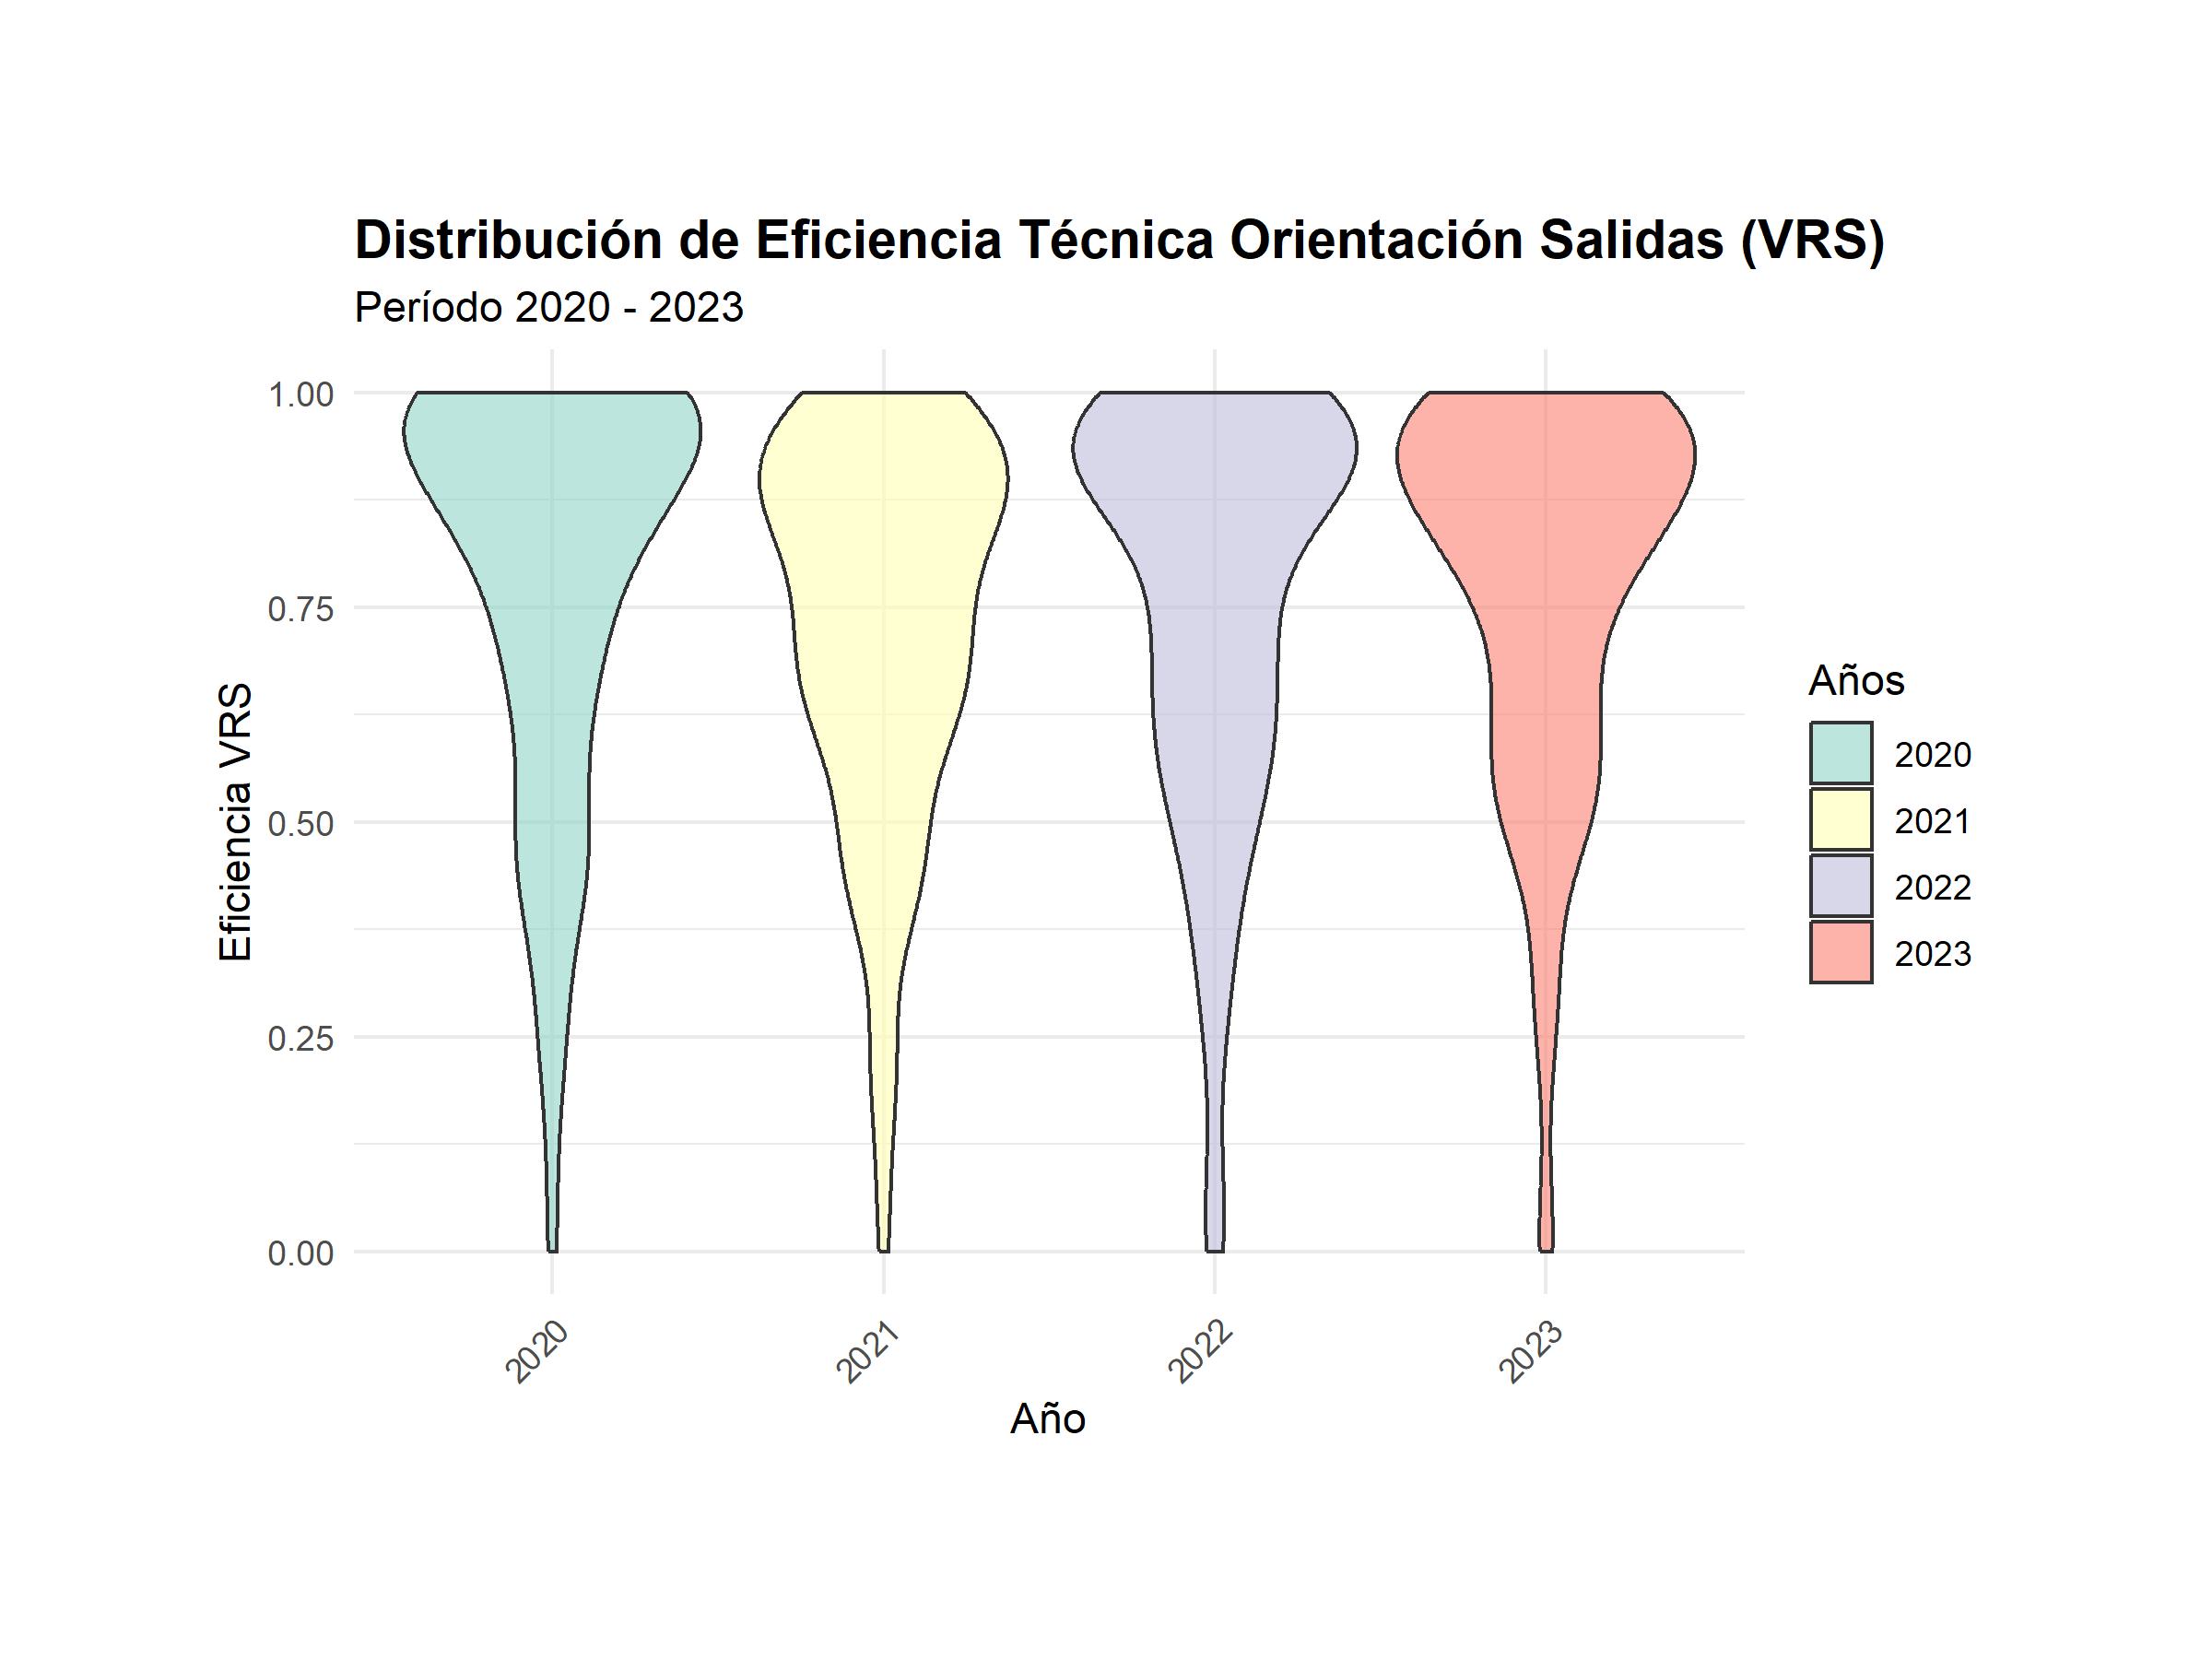 Distribución de Eficiencia Técnica Orientación Salidas (VRS)
Período 2020 - 2023
Eficiencia VRS
1.00
0.75
0.50
0.25
0.00
2020
2021
2022
2023
Año
Años
2020
2021
2022
2023